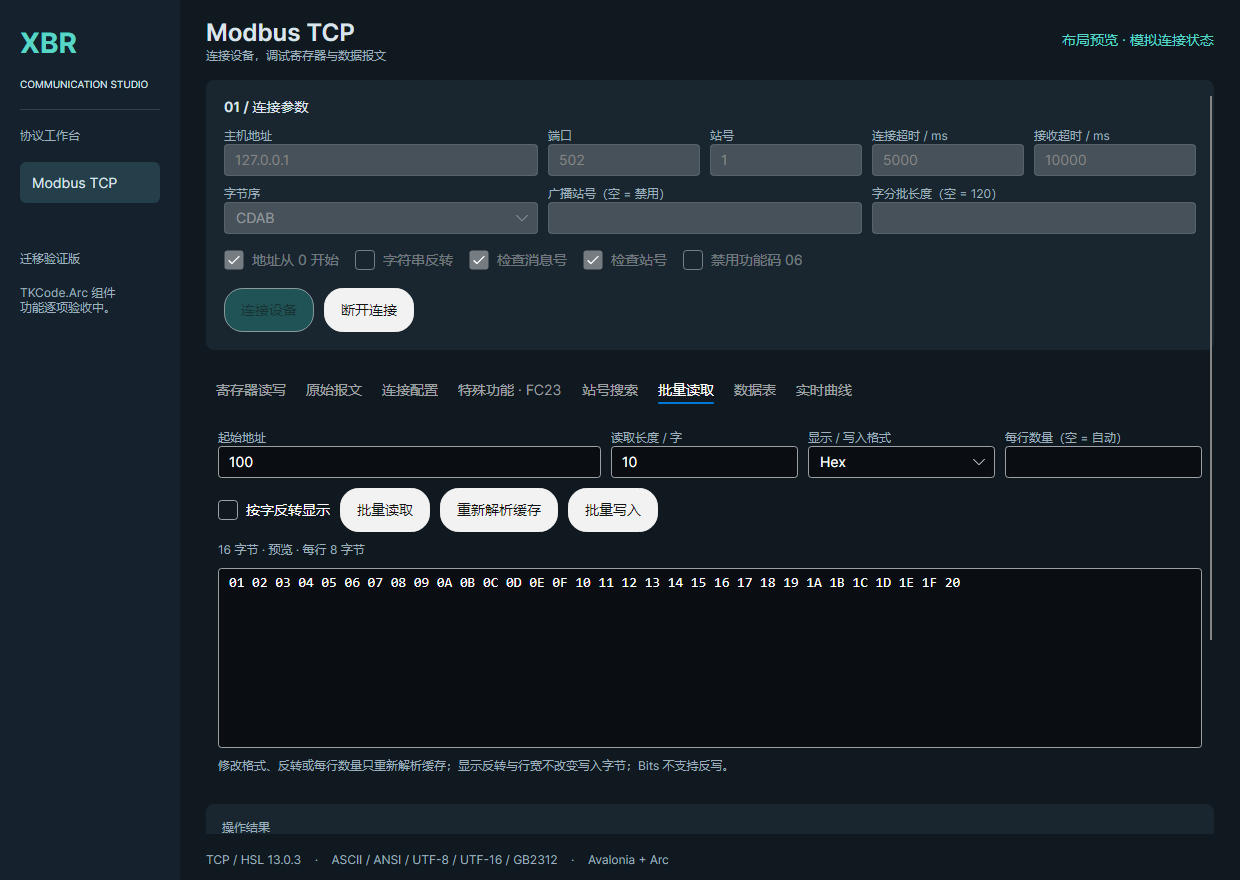 XBR
COMMUNICATION STUDIO
协议工作台
Modbus TCP
迁移验证版
TKCode.Arc 组件
功能逐项验收中。
Modbus TCP
连接设备，调试寄存器与数据报文
布局预览 · 模拟连接状态
01 / 连接参数
主机地址 端口 站号 连接超时 / ms 接收超时 / ms
127.0.0.1 502 1 5000 10000
字节序 广播站号（空 = 禁用） 字分批长度（空 = 120）
CDAB
地址从 0 开始 字符串反转 检查消息号 检查站号 禁用功能码 06
连接设备 断开连接
寄存器读写 原始报文 连接配置 特殊功能 · FC23 站号搜索 批量读取 数据表 实时曲线
起始地址 读取长度 / 字 显示 / 写入格式 每行数量（空 = 自动）
100 10 Hex
按字反转显示 批量读取 重新解析缓存 批量写入
16 字节 · 预览 · 每行 8 字节
01 02 03 04 05 06 07 08 09 0A 0B 0C 0D 0E 0F 10 11 12 13 14 15 16 17 18 19 1A 1B 1C 1D 1E 1F 20
修改格式、反转或每行数量只重新解析缓存；显示反转与行宽不改变写入字节；Bits 不支持反写。
操作结果
TCP / HSL 13.0.3 · ASCII / ANSI / UTF-8 / UTF-16 / GB2312 · Avalonia + Arc